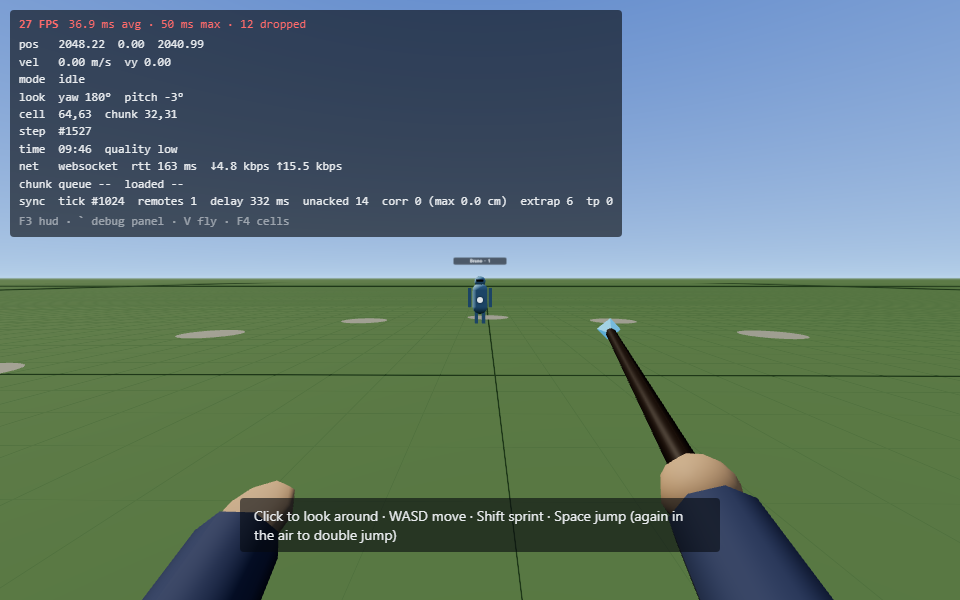 27 FPS 36.9 ms avg · 50 ms max · 12 dropped
pos 2048.22 0.00 2040.99
vel 0.00 m/s vy 0.00
mode idle
look yaw 180° pitch -3°
cell 64,63 chunk 32,31
step #1527
time 09:46 quality low
net websocket rtt 163 ms ↓4.8 kbps ↑15.5 kbps
chunk queue -- loaded --
sync tick #1024 remotes 1 delay 332 ms unacked 14 corr 0 (max 0.0 cm) extrap 6 tp 0
F3 hud · ` debug panel · V fly · F4 cells
Click to look around · WASD move · Shift sprint · Space jump (again in
the air to double jump)